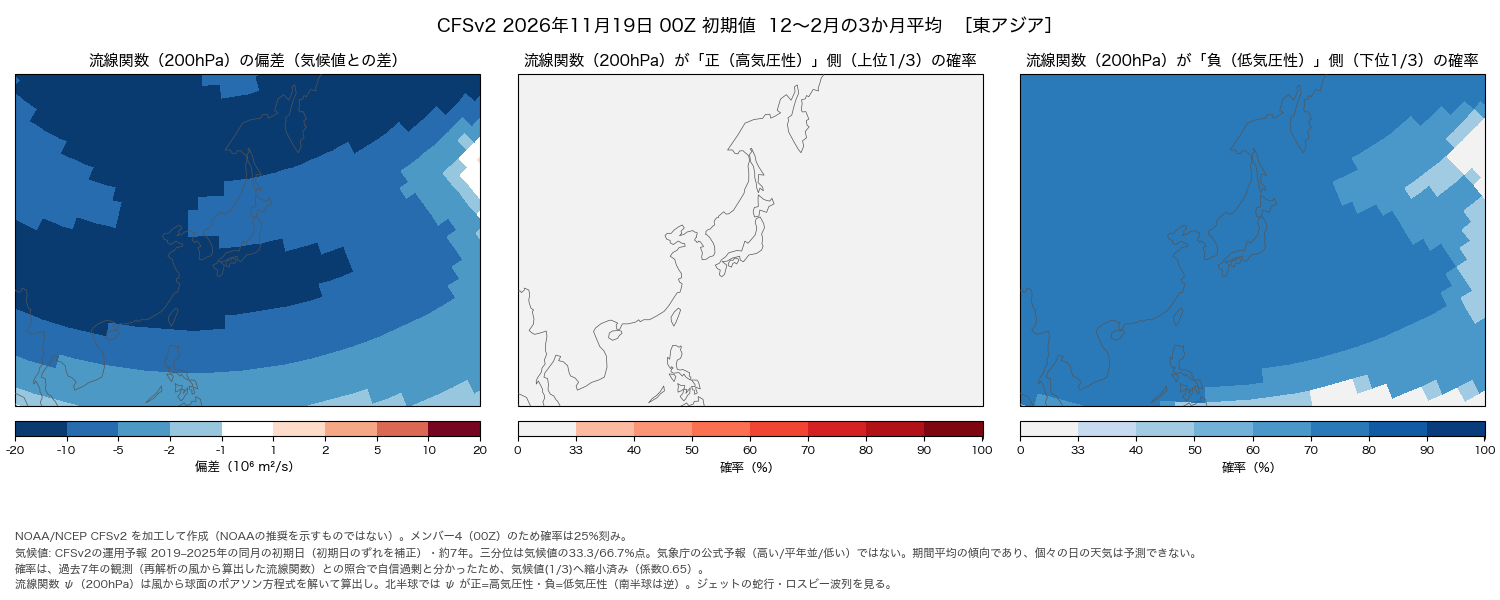 CFSv2 2026年11月19日 00Z 初期値 12～2月の3か月平均 ［東アジア］
流線関数（200hPa）の偏差（気候値との差）
流線関数（200hPa）が「正（高気圧性）」側（上位1/3）の確率
流線関数（200hPa）が「負（低気圧性）」側（下位1/3）の確率
-20 -10 -5 -2 -1 1 2 5 10 20
偏差（10⁶ m²/s）
0 33 40 50 60 70 80 90 100
確率（%）
0 33 40 50 60 70 80 90 100
確率（%）
NOAA/NCEP CFSv2 を加工して作成（NOAAの推奨を示すものではない）。メンバー4（00Z）のため確率は25%刻み。
気候値: CFSv2の運用予報 2019–2025年の同月の初期日（初期日のずれを補正）・約7年。三分位は気候値の33.3/66.7%点。気象庁の公式予報（高い/平年並/低い）ではない。期間平均の傾向であり、個々の日の天気は予測できない。
確率は、過去7年の観測（再解析の風から算出した流線関数）との照合で自信過剰と分かったため、気候値(1/3)へ縮小済み（係数0.65）。
流線関数 ψ（200hPa）は風から球面のポアソン方程式を解いて算出し。北半球では ψ が正=高気圧性・負=低気圧性（南半球は逆）。ジェットの蛇行・ロスビー波列を見る。